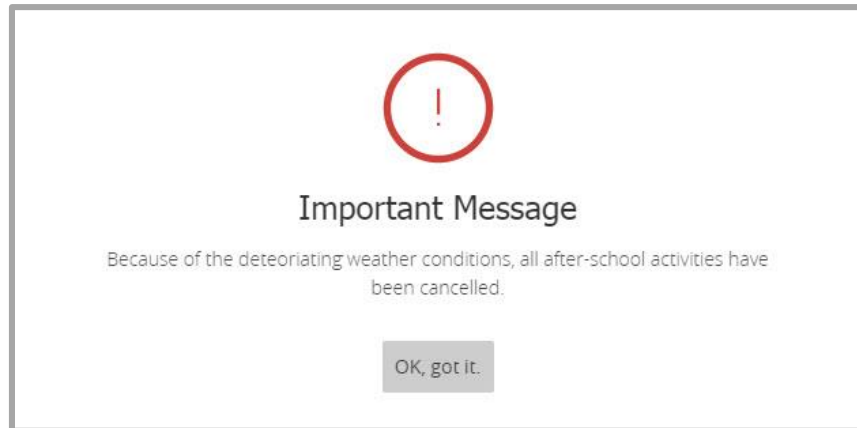 !
Important Message
Because of the deteoriating weather conditions, all after-school activities have
been cancelled.
OK, got it.